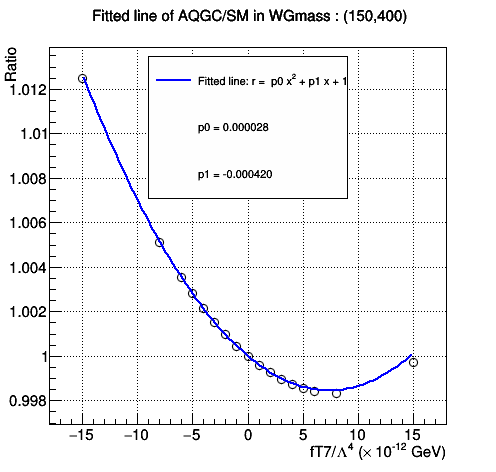 Fitted line of AQGC/SM in WGmass : (150,400)
Ratio
1.012
1.01
1.008
1.006
1.004
1.002
1
0.998
Fitted line: r = p0 x² + p1 x + 1
p0 = 0.000028
p1 = -0.000420
−15 −10 −5 0 5 10 15
fT7/Λ⁴ (× 10⁻¹² GeV)